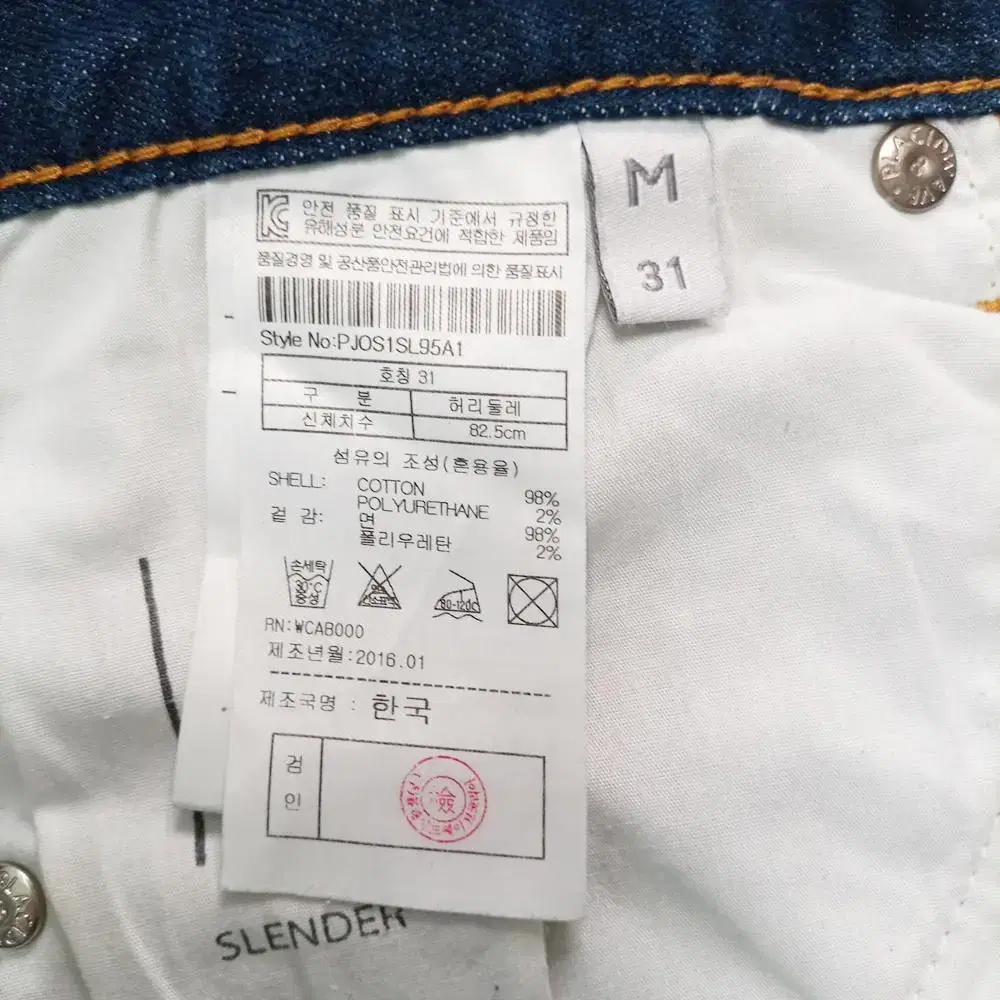 KC 안전 품질 표시 기준에서 규정한
유해성분 안전요건에 적합한 제품임
품질경영 및 공산품안전관리법에 의한 품질표시
Style No:PJOS1SL95A1
호칭 31
구 분 허리둘레
신체치수 82.5cm
섬유의 조성(혼용율)
SHELL: COTTON 98%
POLYURETHANE 2%
겉 감: 면 98%
폴리우레탄 2%
손세탁
30°C
중성
80-120C
RN:WCAB000
제조년월:2016.01
제조국명 : 한국
검
인
M
31
SLENDER